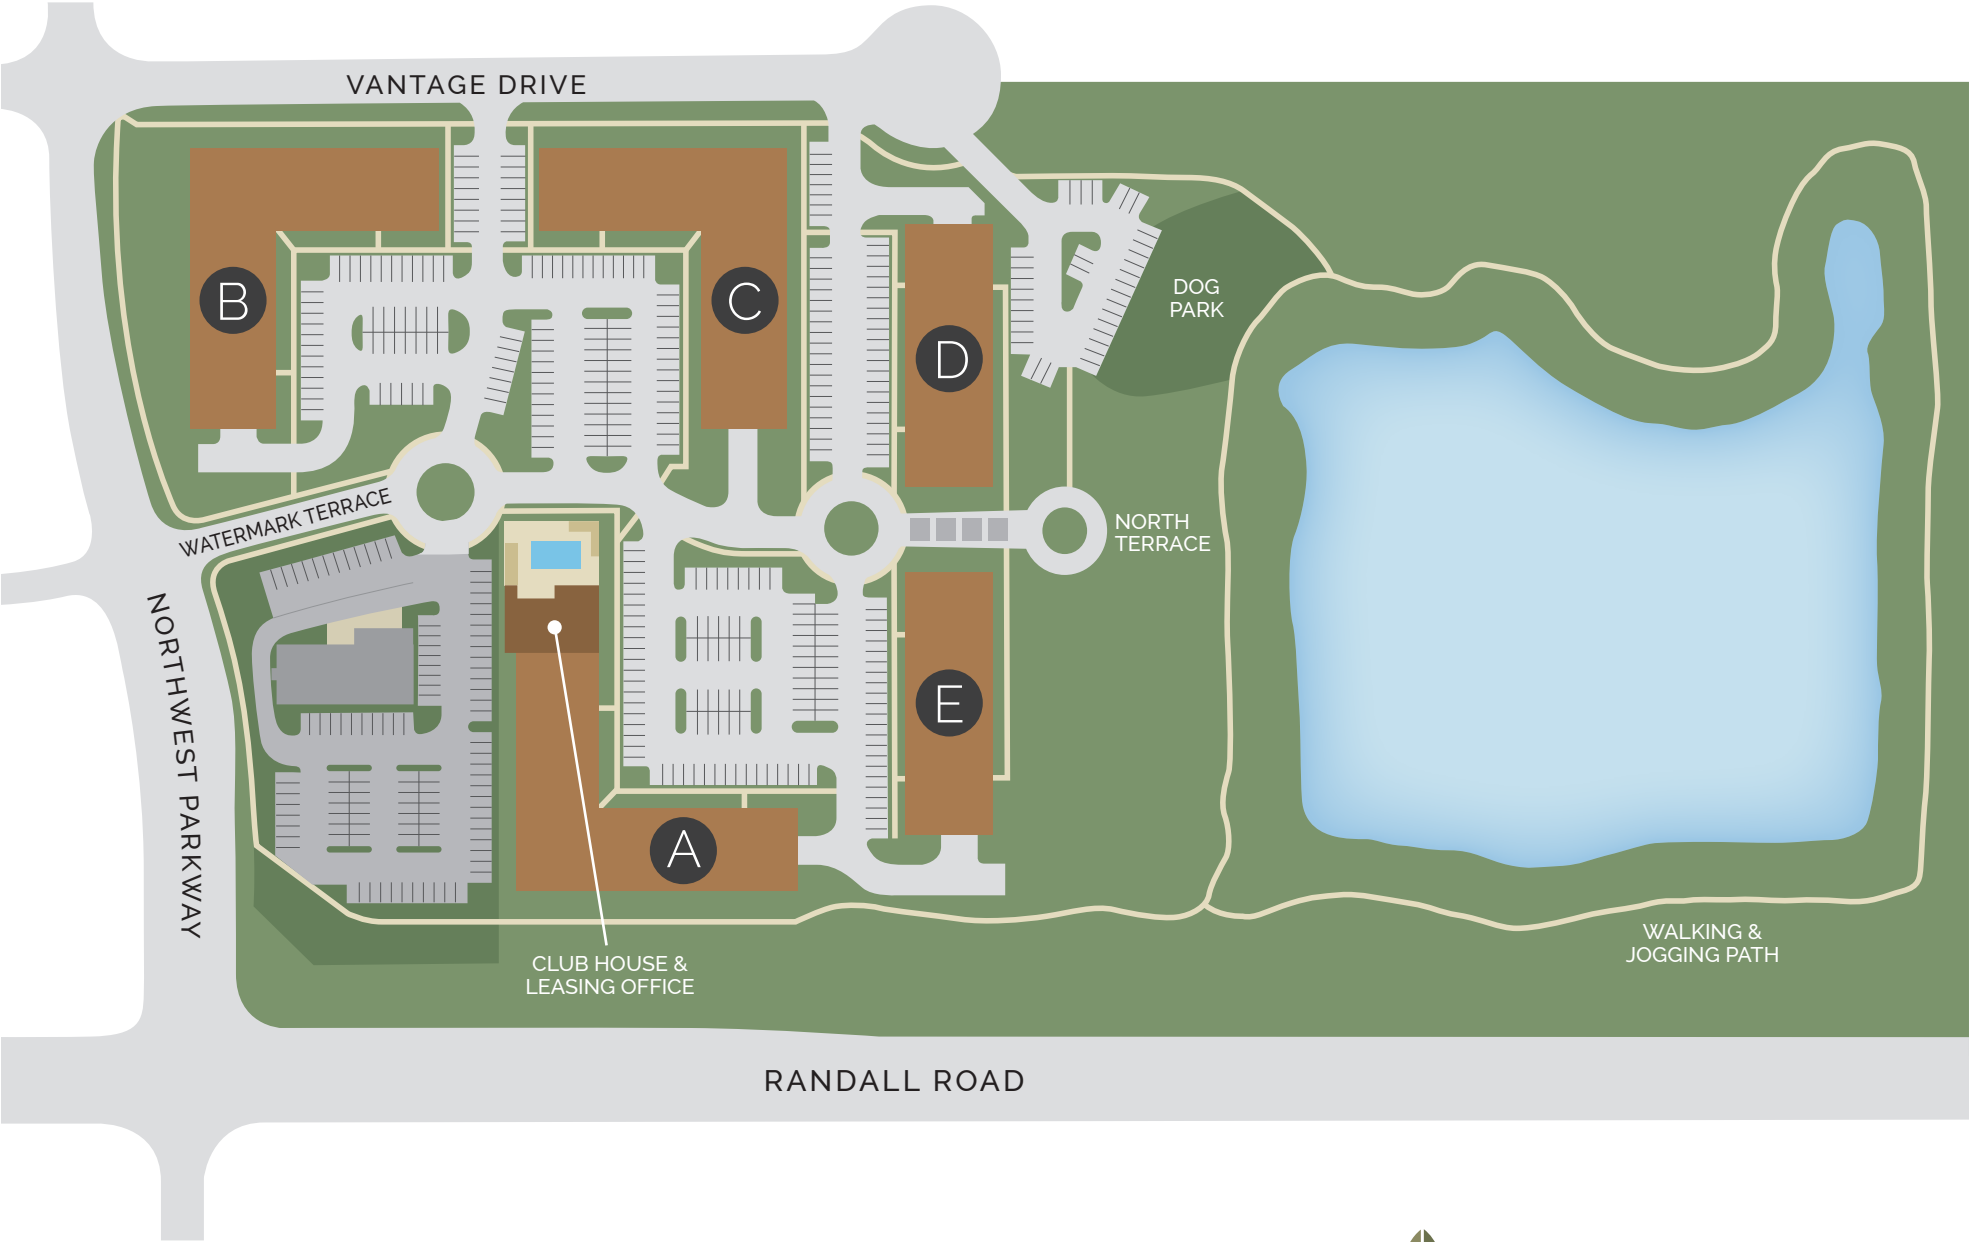 VANTAGE DRIVE
B
C
D
DOG
PARK
WATERMARK TERRACE
NORTH
TERRACE
NORTHWEST PARKWAY
E
A
CLUB HOUSE &
LEASING OFFICE
WALKING &
JOGGING PATH
RANDALL ROAD